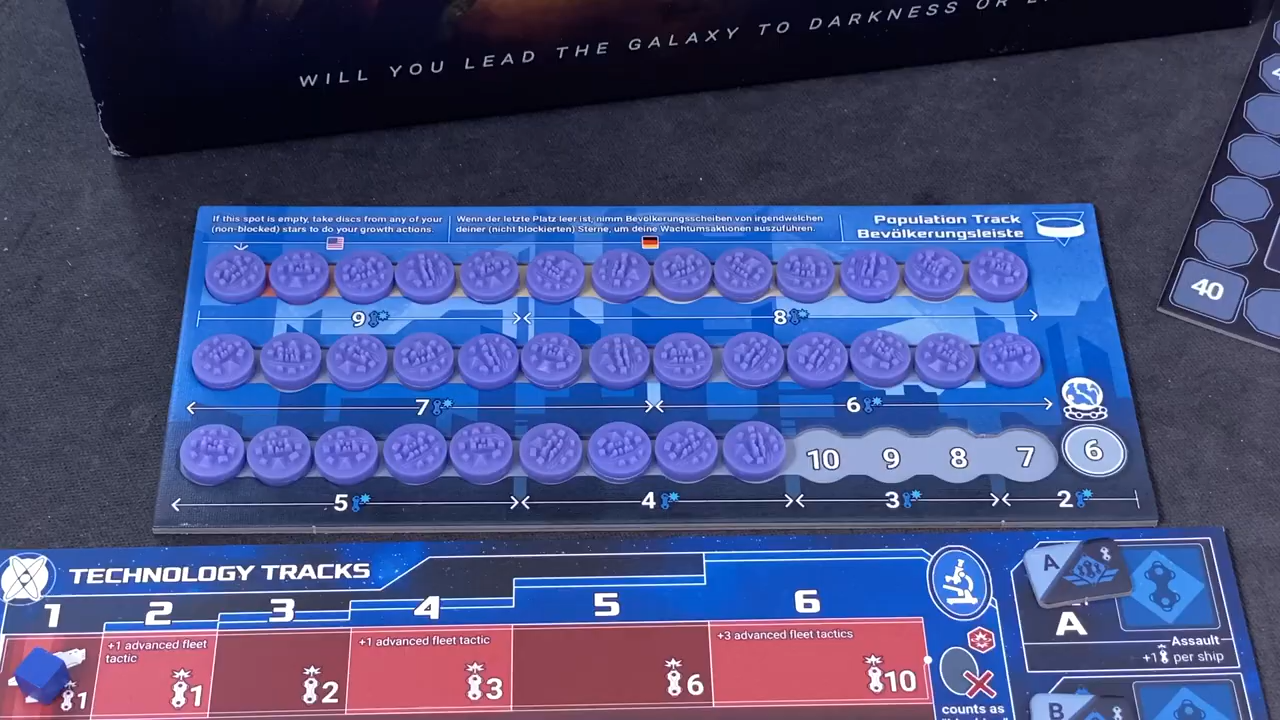 WILL YOU LEAD THE GALAXY TO DARKNESS OR
If this spot is empty, take discs from any of your
(non-blocked) stars to do your growth actions.
Wenn der letzte Platz leer ist, nimm Bevölkerungsscheiben von irgendwelchen
deiner (nicht blockierten) Sterne, um deine Wachtumsaktionen auszuführen.
Population Track
Bevölkerungsleiste
40
9
8
7
6
10 9 8 7 6
5 4 3 2
TECHNOLOGY TRACKS
1 2 3 4 5 6
+1 advanced fleet
tactic
+1 advanced fleet tactic
+3 advanced fleet tactics
1 1 2 3 6 10
A
A
Assault
+1 per ship
counts as
B